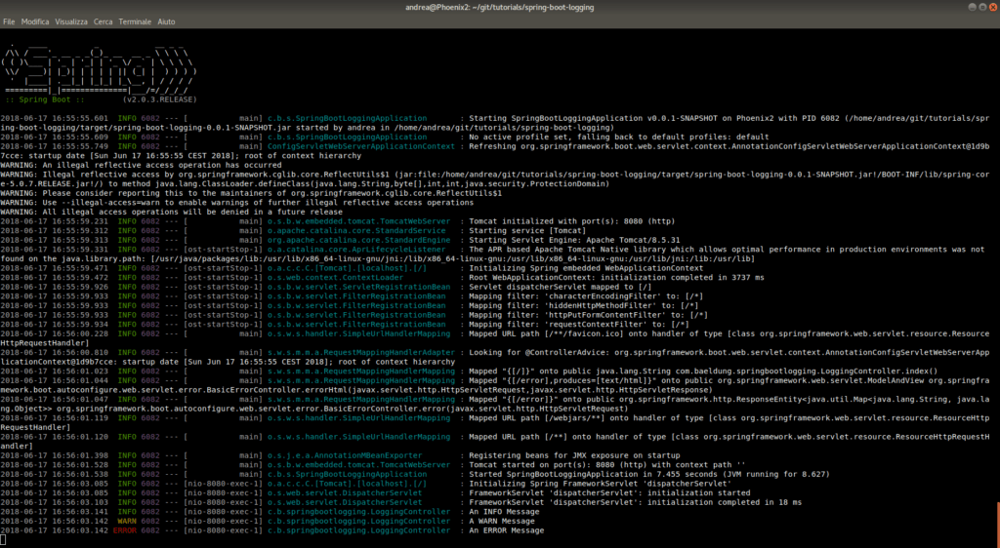 andrea@Phoenix2: ~/git/tutorials/spring-boot-logging
File Modifica Visualizza Cerca Terminale Aiuto
  .   ____          _            __ _ _
 /\\ / ___'_ __ _ _(_)_ __  __ _ \ \ \ \
( ( )\___ | '_ | '_| | '_ \/ _` | \ \ \ \
 \\/  ___)| |_)| | | | | || (_| |  ) ) ) )
  '  |____| .__|_| |_|_| |_\__, | / / / /
 =========|_|==============|___/=/_/_/_/
 :: Spring Boot ::        (v2.0.3.RELEASE)
2018-06-17 16:55:55.601  INFO 6082 --- [           main] c.b.s.SpringBootLoggingApplication       : Starting SpringBootLoggingApplication v0.0.1-SNAPSHOT on Phoenix2 with PID 6082 (/home/andrea/git/tutorials/spr
ing-boot-logging/target/spring-boot-logging-0.0.1-SNAPSHOT.jar started by andrea in /home/andrea/git/tutorials/spring-boot-logging)
2018-06-17 16:55:55.609  INFO 6082 --- [           main] c.b.s.SpringBootLoggingApplication       : No active profile set, falling back to default profiles: default
2018-06-17 16:55:55.749  INFO 6082 --- [           main] ConfigServletWebServerApplicationContext : Refreshing org.springframework.boot.web.servlet.context.AnnotationConfigServletWebServerApplicationContext@1d9b
7cce: startup date [Sun Jun 17 16:55:55 CEST 2018]; root of context hierarchy
WARNING: An illegal reflective access operation has occurred
WARNING: Illegal reflective access by org.springframework.cglib.core.ReflectUtils$1 (jar:file:/home/andrea/git/tutorials/spring-boot-logging/target/spring-boot-logging-0.0.1-SNAPSHOT.jar!/BOOT-INF/lib/spring-cor
e-5.0.7.RELEASE.jar!/) to method java.lang.ClassLoader.defineClass(java.lang.String,byte[],int,int,java.security.ProtectionDomain)
WARNING: Please consider reporting this to the maintainers of org.springframework.cglib.core.ReflectUtils$1
WARNING: Use --illegal-access=warn to enable warnings of further illegal reflective access operations
WARNING: All illegal access operations will be denied in a future release
2018-06-17 16:55:59.231  INFO 6082 --- [           main] o.s.b.w.embedded.tomcat.TomcatWebServer  : Tomcat initialized with port(s): 8080 (http)
2018-06-17 16:55:59.312  INFO 6082 --- [           main] o.apache.catalina.core.StandardService   : Starting service [Tomcat]
2018-06-17 16:55:59.313  INFO 6082 --- [           main] org.apache.catalina.core.StandardEngine  : Starting Servlet Engine: Apache Tomcat/8.5.31
2018-06-17 16:55:59.358  INFO 6082 --- [ost-startStop-1] o.a.catalina.core.AprLifecycleListener   : The APR based Apache Tomcat Native library which allows optimal performance in production environments was not
found on the java.library.path: [/usr/java/packages/lib:/usr/lib/x86_64-linux-gnu/jni:/lib/x86_64-linux-gnu:/usr/lib/x86_64-linux-gnu:/usr/lib/jni:/lib:/usr/lib]
2018-06-17 16:55:59.471  INFO 6082 --- [ost-startStop-1] o.a.c.c.C.[Tomcat].[localhost].[/]       : Initializing Spring embedded WebApplicationContext
2018-06-17 16:55:59.472  INFO 6082 --- [ost-startStop-1] o.s.web.context.ContextLoader            : Root WebApplicationContext: initialization completed in 3737 ms
2018-06-17 16:55:59.926  INFO 6082 --- [ost-startStop-1] o.s.b.w.servlet.ServletRegistrationBean  : Servlet dispatcherServlet mapped to [/]
2018-06-17 16:55:59.933  INFO 6082 --- [ost-startStop-1] o.s.b.w.servlet.FilterRegistrationBean   : Mapping filter: 'characterEncodingFilter' to: [/*]
2018-06-17 16:55:59.933  INFO 6082 --- [ost-startStop-1] o.s.b.w.servlet.FilterRegistrationBean   : Mapping filter: 'hiddenHttpMethodFilter' to: [/*]
2018-06-17 16:55:59.933  INFO 6082 --- [ost-startStop-1] o.s.b.w.servlet.FilterRegistrationBean   : Mapping filter: 'httpPutFormContentFilter' to: [/*]
2018-06-17 16:55:59.934  INFO 6082 --- [ost-startStop-1] o.s.b.w.servlet.FilterRegistrationBean   : Mapping filter: 'requestContextFilter' to: [/*]
2018-06-17 16:56:00.228  INFO 6082 --- [           main] o.s.w.s.handler.SimpleUrlHandlerMapping  : Mapped URL path [/**/favicon.ico] onto handler of type [class org.springframework.web.servlet.resource.Resource
HttpRequestHandler]
2018-06-17 16:56:00.810  INFO 6082 --- [           main] s.w.s.m.m.a.RequestMappingHandlerAdapter : Looking for @ControllerAdvice: org.springframework.boot.web.servlet.context.AnnotationConfigServletWebServerApp
licationContext@1d9b7cce: startup date [Sun Jun 17 16:55:55 CEST 2018]; root of context hierarchy
2018-06-17 16:56:01.023  INFO 6082 --- [           main] s.w.s.m.m.a.RequestMappingHandlerMapping : Mapped "{[/]}" onto public java.lang.String com.baeldung.springbootlogging.LoggingController.index()
2018-06-17 16:56:01.044  INFO 6082 --- [           main] s.w.s.m.m.a.RequestMappingHandlerMapping : Mapped "{[/error],produces=[text/html]}" onto public org.springframework.web.servlet.ModelAndView org.springfra
mework.boot.autoconfigure.web.servlet.error.BasicErrorController.errorHtml(javax.servlet.http.HttpServletRequest,javax.servlet.http.HttpServletResponse)
2018-06-17 16:56:01.047  INFO 6082 --- [           main] s.w.s.m.m.a.RequestMappingHandlerMapping : Mapped "{[/error]}" onto public org.springframework.http.ResponseEntity<java.util.Map<java.lang.String, java.la
ng.Object>> org.springframework.boot.autoconfigure.web.servlet.error.BasicErrorController.error(javax.servlet.http.HttpServletRequest)
2018-06-17 16:56:01.119  INFO 6082 --- [           main] o.s.w.s.handler.SimpleUrlHandlerMapping  : Mapped URL path [/webjars/**] onto handler of type [class org.springframework.web.servlet.resource.ResourceHttp
RequestHandler]
2018-06-17 16:56:01.120  INFO 6082 --- [           main] o.s.w.s.handler.SimpleUrlHandlerMapping  : Mapped URL path [/**] onto handler of type [class org.springframework.web.servlet.resource.ResourceHttpRequestH
andler]
2018-06-17 16:56:01.398  INFO 6082 --- [           main] o.s.j.e.a.AnnotationMBeanExporter        : Registering beans for JMX exposure on startup
2018-06-17 16:56:01.528  INFO 6082 --- [           main] o.s.b.w.embedded.tomcat.TomcatWebServer  : Tomcat started on port(s): 8080 (http) with context path ''
2018-06-17 16:56:01.538  INFO 6082 --- [           main] c.b.s.SpringBootLoggingApplication       : Started SpringBootLoggingApplication in 7.455 seconds (JVM running for 8.627)
2018-06-17 16:56:03.085  INFO 6082 --- [nio-8080-exec-1] o.a.c.c.C.[Tomcat].[localhost].[/]       : Initializing Spring FrameworkServlet 'dispatcherServlet'
2018-06-17 16:56:03.085  INFO 6082 --- [nio-8080-exec-1] o.s.web.servlet.DispatcherServlet        : FrameworkServlet 'dispatcherServlet': initialization started
2018-06-17 16:56:03.103  INFO 6082 --- [nio-8080-exec-1] o.s.web.servlet.DispatcherServlet        : FrameworkServlet 'dispatcherServlet': initialization completed in 18 ms
2018-06-17 16:56:03.141  INFO 6082 --- [nio-8080-exec-1] c.b.springbootlogging.LoggingController  : An INFO Message
2018-06-17 16:56:03.142  WARN 6082 --- [nio-8080-exec-1] c.b.springbootlogging.LoggingController  : A WARN Message
2018-06-17 16:56:03.142 ERROR 6082 --- [nio-8080-exec-1] c.b.springbootlogging.LoggingController  : An ERROR Message